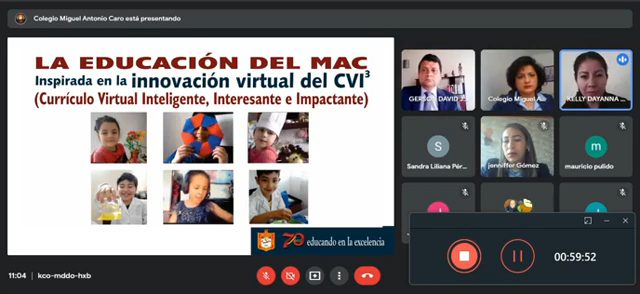 Colegio Miguel Antonio Caro está presentando
LA EDUCACIÓN DEL MAC
Inspirada en la innovación virtual del CVI³
(Currículo Virtual Inteligente, Interesante e Impactante)
70 educando en la excelencia
GERSON DAVID
Colegio Miguel A...
KELLY DAYANNA ...
S
Sandra Liliana Pér...
jenniffer Gómez
m
mauricio pulido
00:59:52
11:04 kco-mddo-hxb